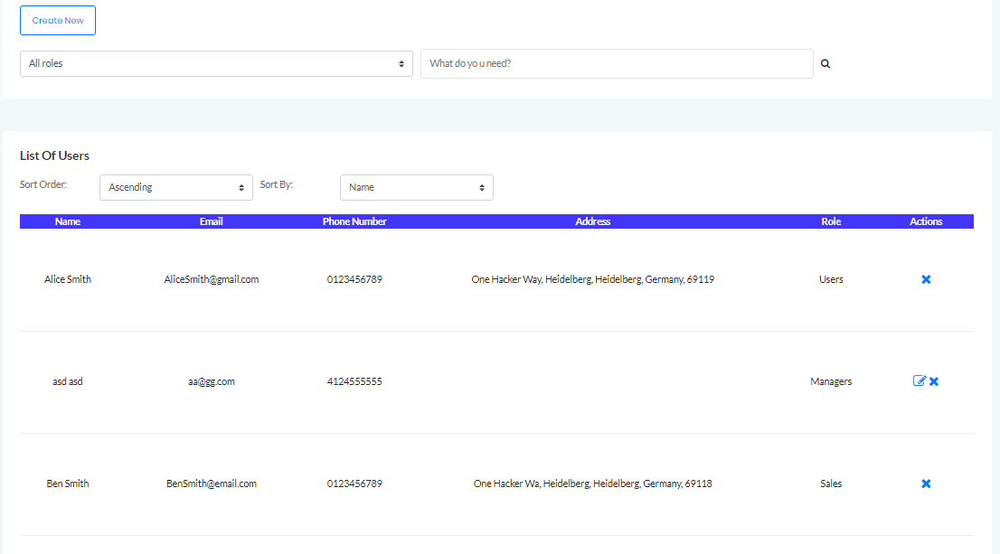 Create New
All roles What do yo u need?
List Of Users
Sort Order: Ascending Sort By: Name
Name Email Phone Number Address Role Actions
Alice Smith AliceSmith@gmail.com 0123456789 One Hacker Way, Heidelberg, Heidelberg, Germany, 69119 Users
asd asd aa@gg.com 4124555555 Managers
Ben Smith BenSmith@email.com 0123456789 One Hacker Wa, Heidelberg, Heidelberg, Germany, 69118 Sales